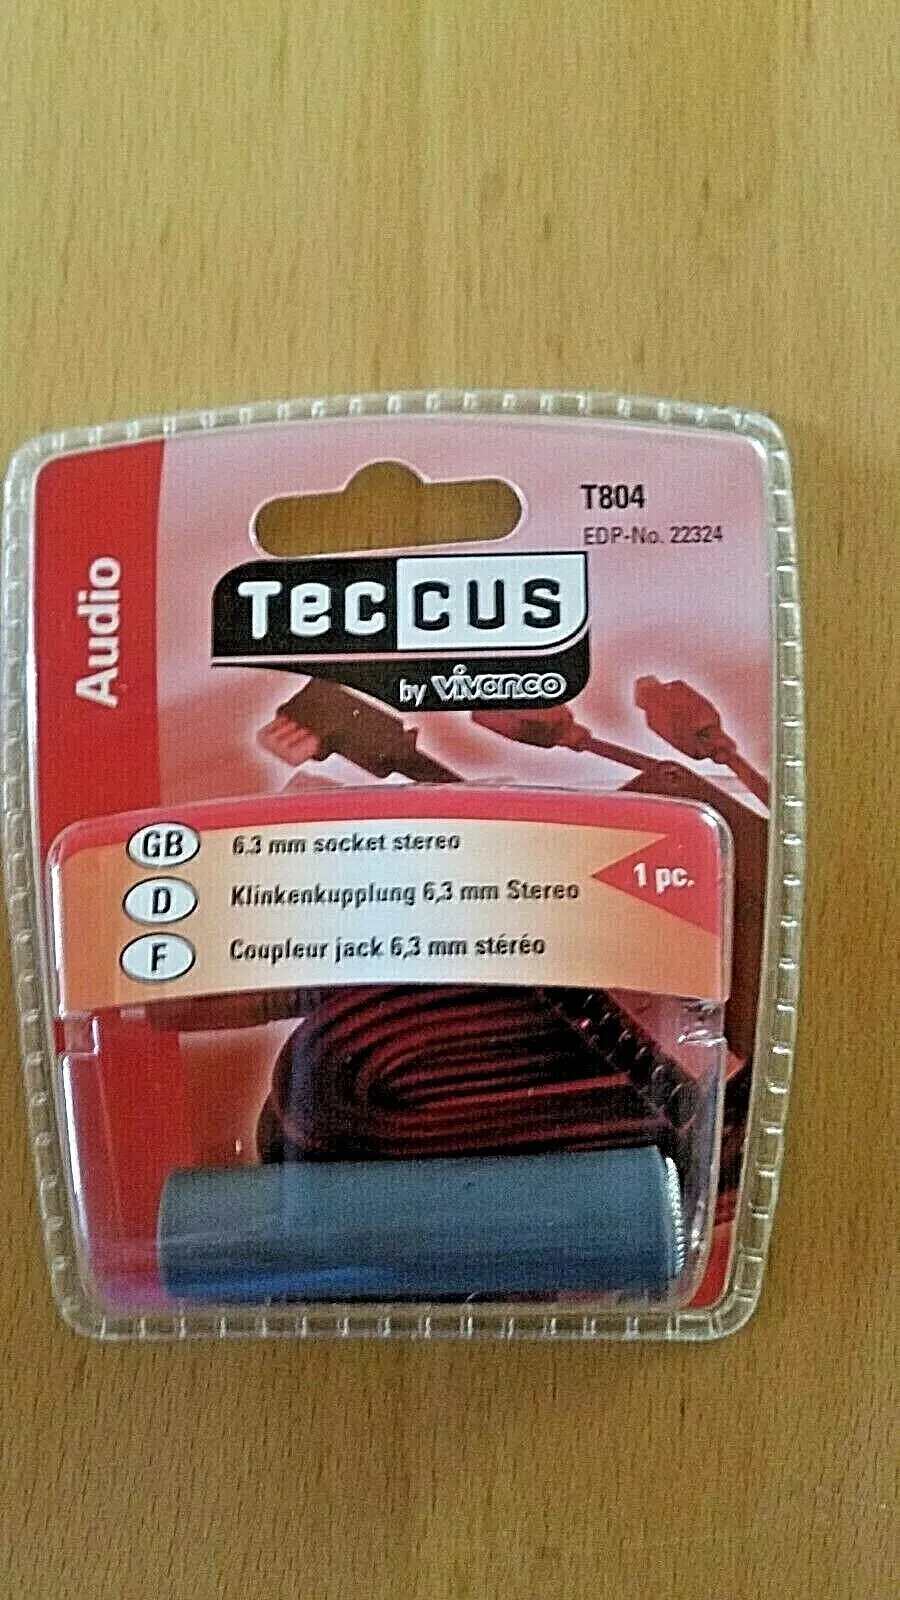 T804
EDP-No. 22324
Teccus
by vivanco
Audio
GB 6.3 mm socket stereo
D Klinkenkupplung 6,3 mm Stereo
F Coupleur jack 6,3 mm stéréo
1 pc.